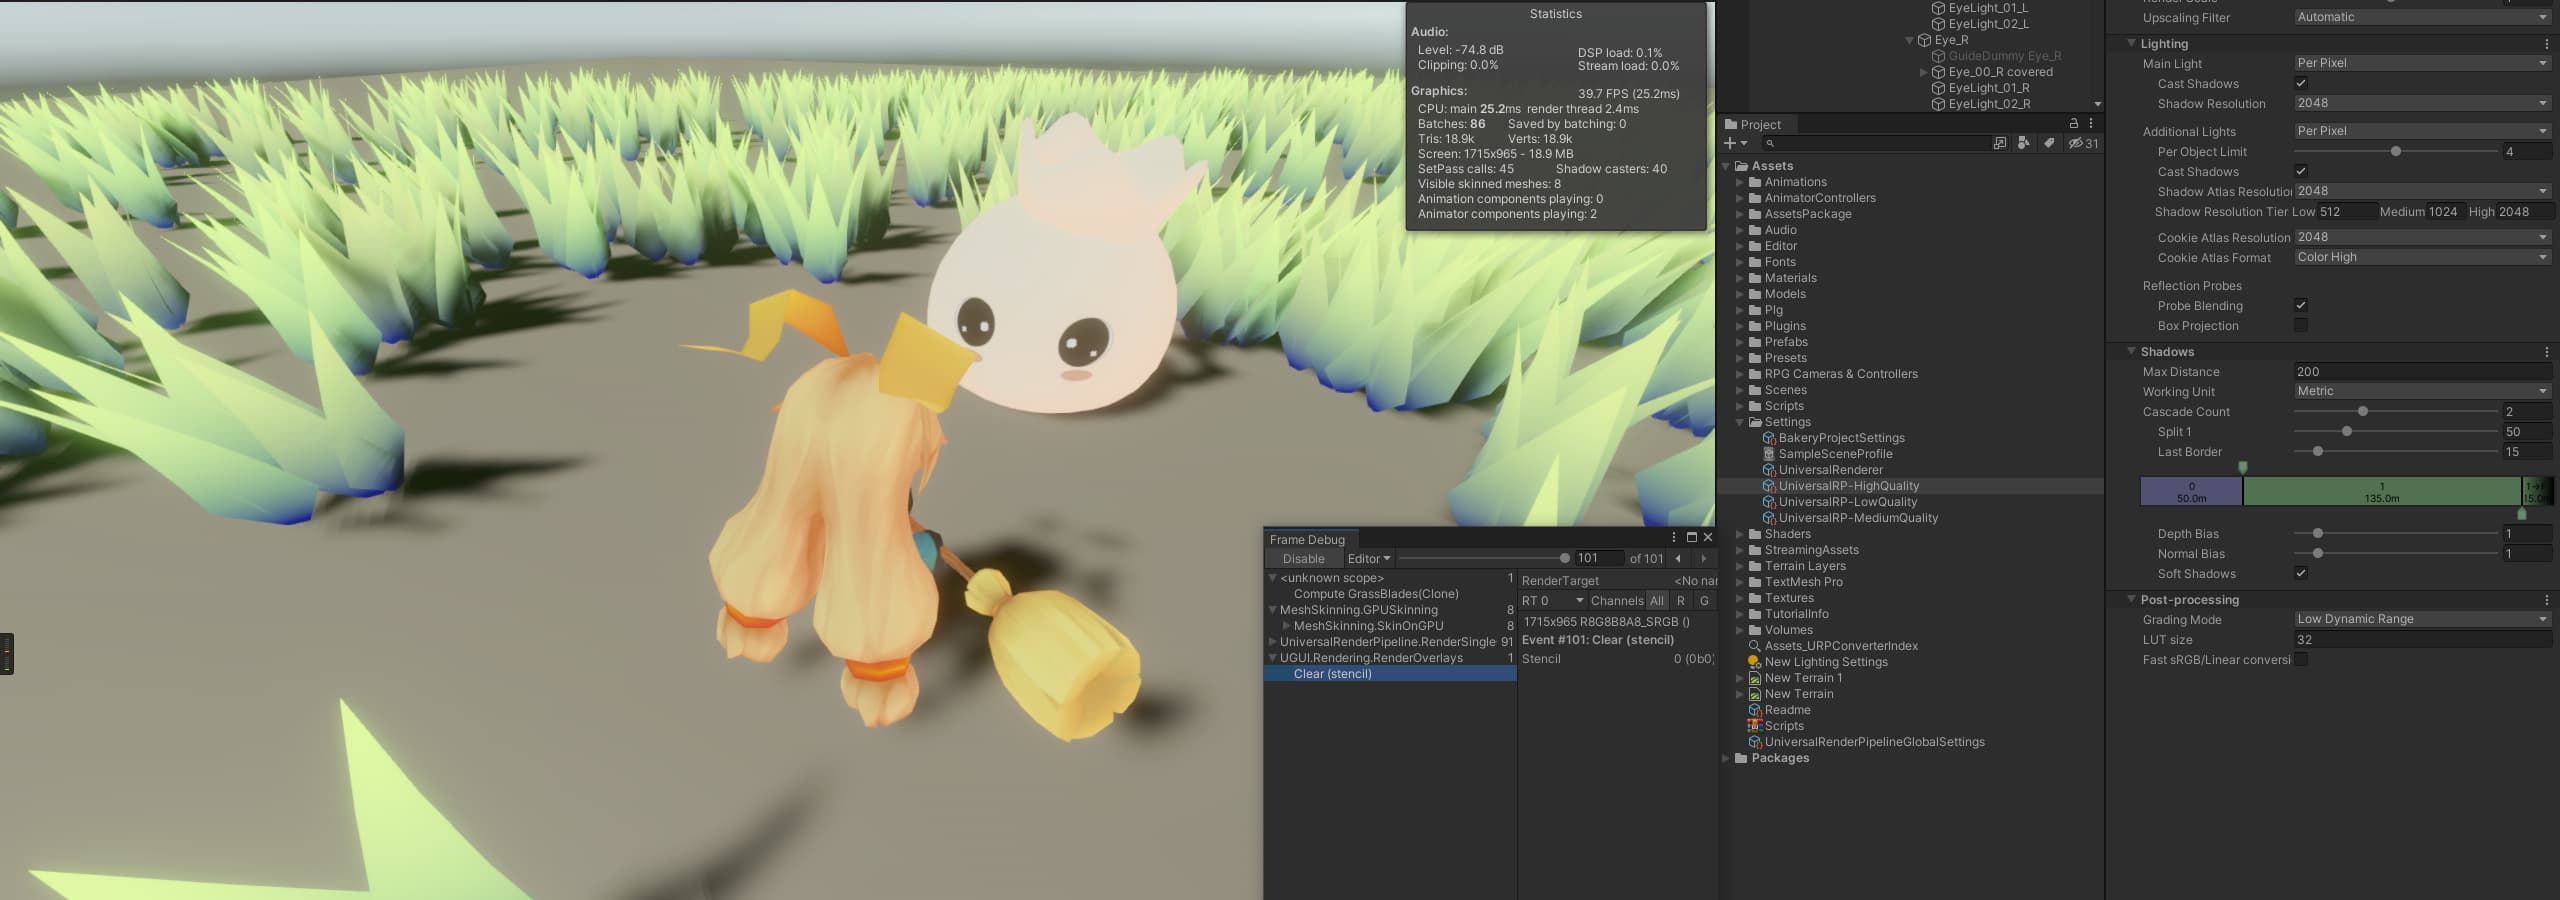 Statistics
Audio:
Level: -74.8 dB DSP load: 0.1%
Clipping: 0.0% Stream load: 0.0%
Graphics: 39.7 FPS (25.2ms)
CPU: main 25.2ms render thread 2.4ms
Batches: 86 Saved by batching: 0
Tris: 18.9k Verts: 18.9k
Screen: 1715x965 - 18.9 MB
SetPass calls: 45 Shadow casters: 40
Visible skinned meshes: 8
Animation components playing: 0
Animator components playing: 2
Frame Debug
Disable Editor 101 of 101
<unknown scope> 1
Compute GrassBlades(Clone)
MeshSkinning.GPUSkinning 8
MeshSkinning.SkinOnGPU 8
UniversalRenderPipeline.RenderSingle 91
UGUI.Rendering.RenderOverlays 1
Clear (stencil)
RenderTarget <No nar
RT 0 Channels All R G
1715x965 R8G8B8A8_SRGB ()
Event #101: Clear (stencil)
Stencil 0 (0b0)
EyeLight_01_L
EyeLight_02_L
Eye_R
GuideDummy Eye_R
Eye_00_R covered
EyeLight_01_R
EyeLight_02_R
Project
31
Assets
Animations
AnimatorControllers
AssetsPackage
Audio
Editor
Fonts
Materials
Models
Plg
Plugins
Prefabs
Presets
RPG Cameras & Controllers
Scenes
Scripts
Settings
BakeryProjectSettings
SampleSceneProfile
UniversalRenderer
UniversalRP-HighQuality
UniversalRP-LowQuality
UniversalRP-MediumQuality
Shaders
StreamingAssets
Terrain Layers
TextMesh Pro
Textures
TutorialInfo
Volumes
Assets_URPConverterIndex
New Lighting Settings
New Terrain 1
New Terrain
Readme
Scripts
UniversalRenderPipelineGlobalSettings
Packages
Upscaling Filter Automatic
Lighting
Main Light Per Pixel
Cast Shadows
Shadow Resolution 2048
Additional Lights Per Pixel
Per Object Limit 4
Cast Shadows
Shadow Atlas Resolution 2048
Shadow Resolution Tier Low 512 Medium 1024 High 2048
Cookie Atlas Resolution 2048
Cookie Atlas Format Color High
Reflection Probes
Probe Blending
Box Projection
Shadows
Max Distance 200
Working Unit Metric
Cascade Count 2
Split 1 50
Last Border 15
0 1
50.0m 135.0m
Depth Bias 1
Normal Bias 1
Soft Shadows
Post-processing
Grading Mode Low Dynamic Range
LUT size 32
Fast sRGB/Linear conversi